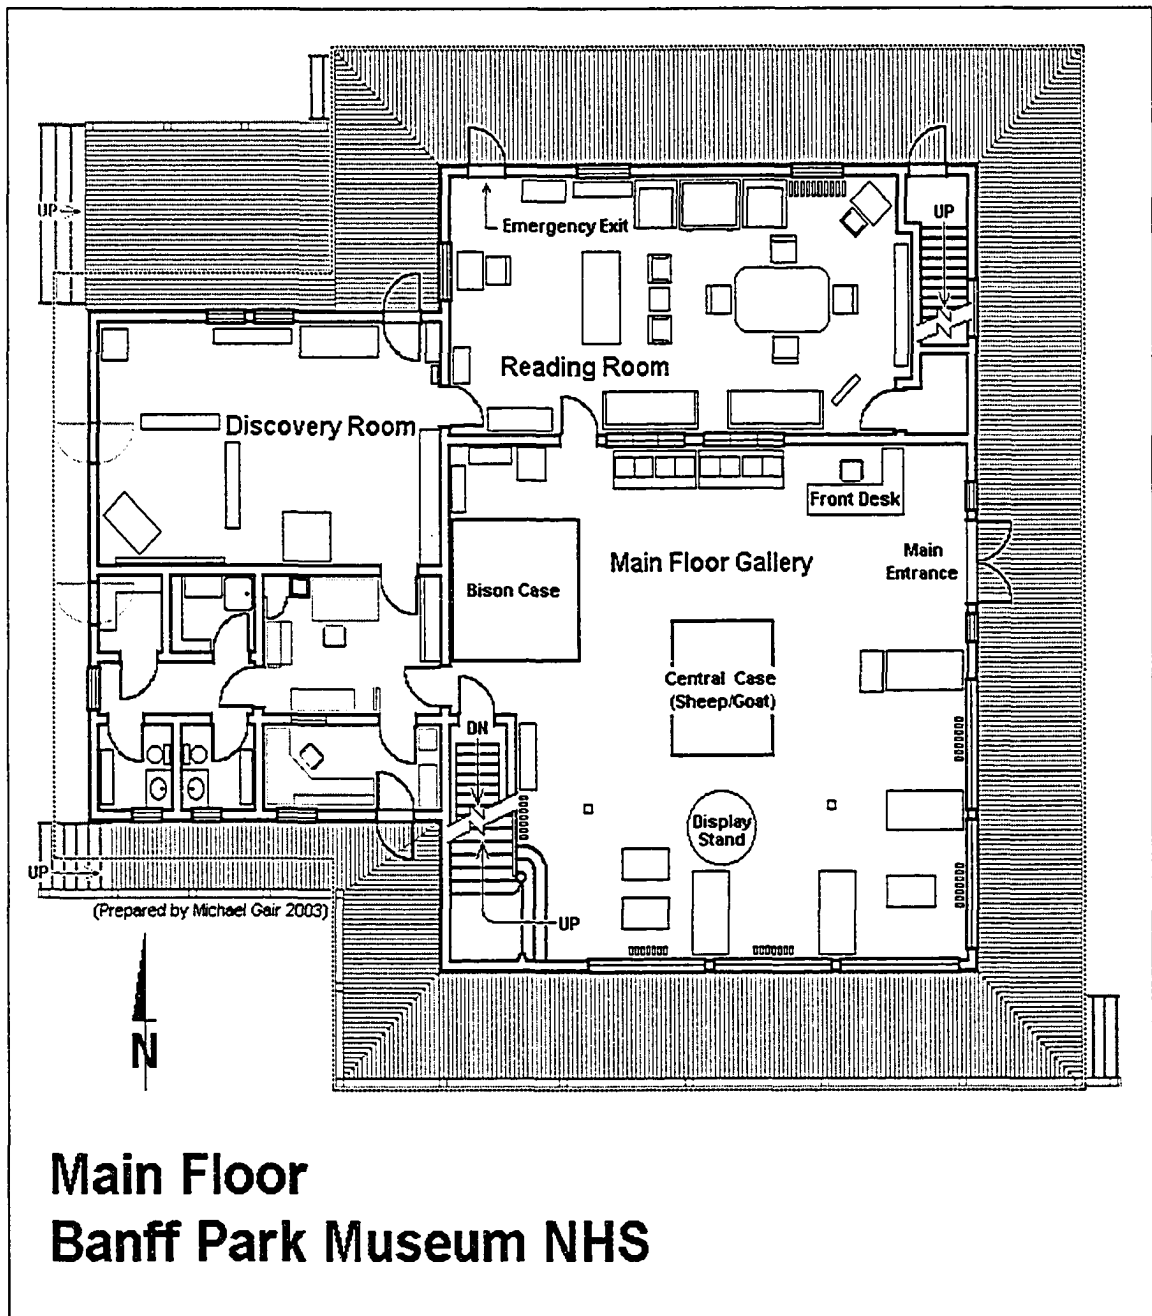 UP
Emergency Exit
UP
Reading Room
Discovery Room
Front Desk
Main Floor Gallery
Main
Entrance
Bison Case
Central Case
(Sheep/Goat)
DN
Display
Stand
UP
(Prepared by Michael Gair 2003)
UP
N
Main Floor
Banff Park Museum NHS